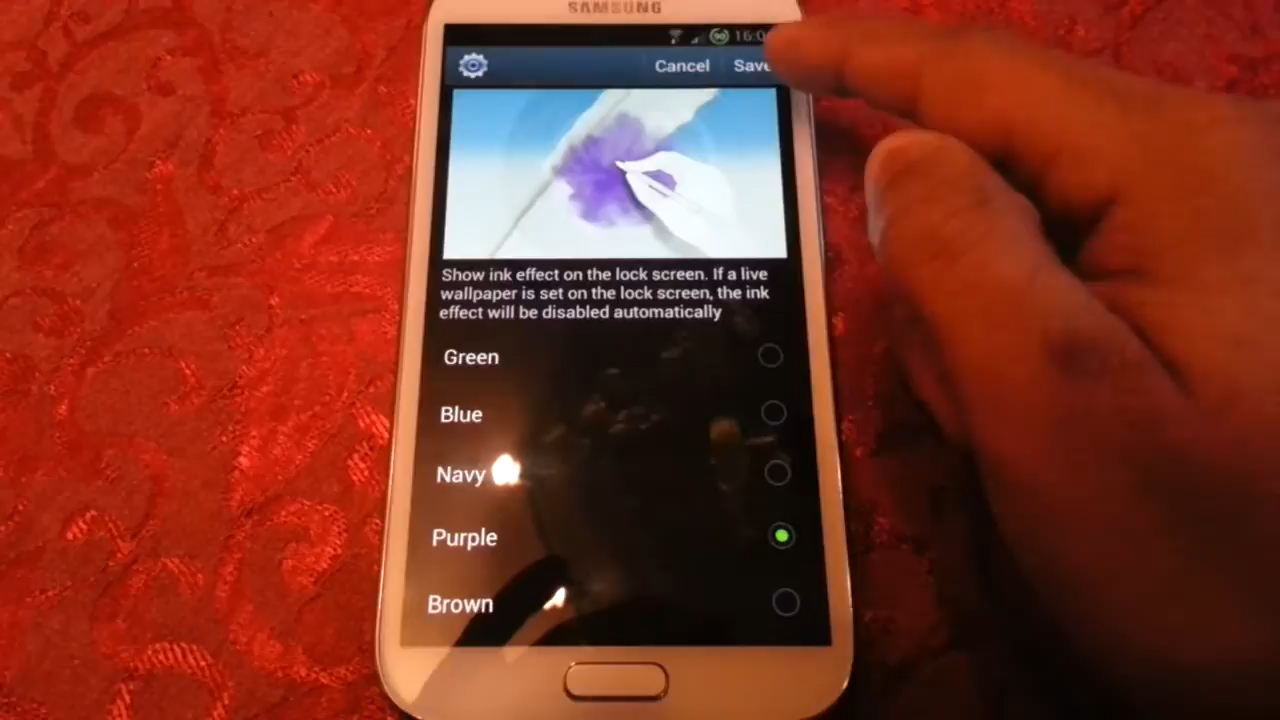 SAMSUNG
90
Cancel Save
Show ink effect on the lock screen. If a live
wallpaper is set on the lock screen, the ink
effect will be disabled automatically
Green
Blue
Navy
Purple
Brown